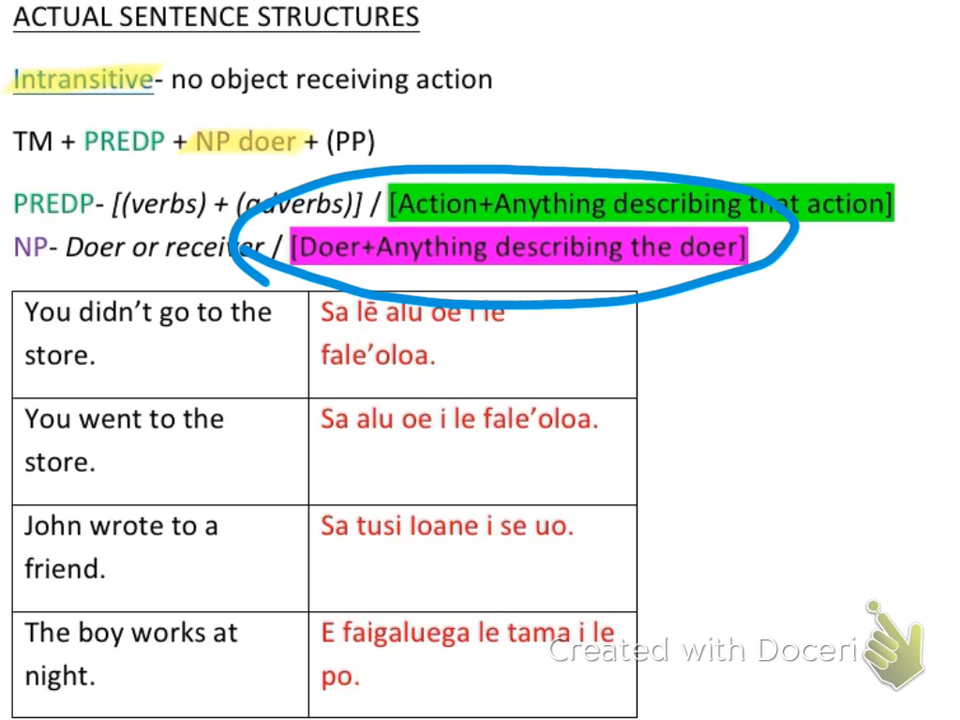 ACTUAL SENTENCE STRUCTURES
Intransitive- no object receiving action
TM + PREDP + NP doer + (PP)
PREDP- [(verbs) + (adverbs)] / [Action+Anything describing that action]
NP- Doer or receiver / [Doer+Anything describing the doer]
You didn’t go to the
store.
Sa lē alu oe i le
fale’oloa.
You went to the
store.
Sa alu oe i le fale’oloa.
John wrote to a
friend.
Sa tusi Ioane i se uo.
The boy works at
night.
E faigaluega le tama i le
po.
Created with Doceri